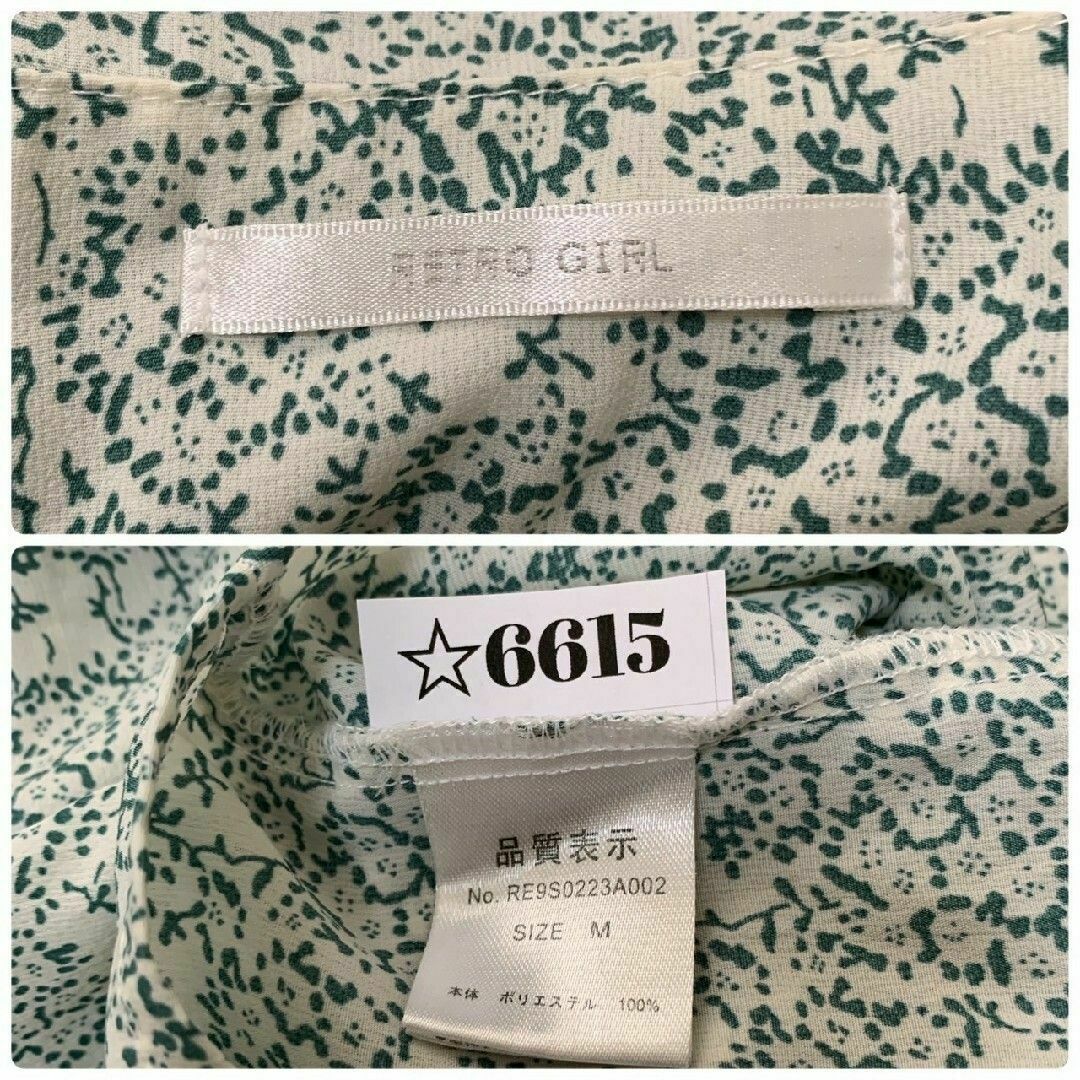 RETRO GIRL
☆6615
品質表示
No. RE9S0223A002
SIZE M
本体 ポリエステル 100%